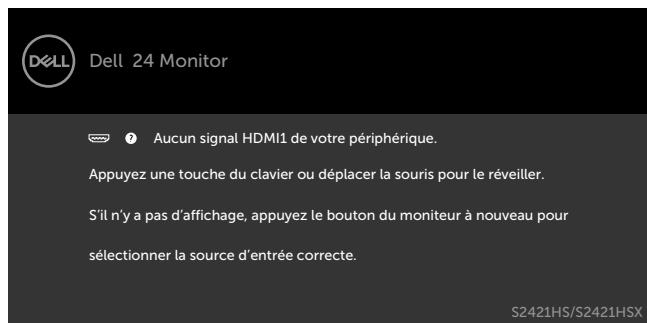 DELL
Dell 24 Monitor
? Aucun signal HDMI1 de votre périphérique.
Appuyez une touche du clavier ou déplacer la souris pour le réveiller.
S’il n’y a pas d’affichage, appuyez le bouton du moniteur à nouveau pour
sélectionner la source d’entrée correcte.
S2421HS/S2421HSX